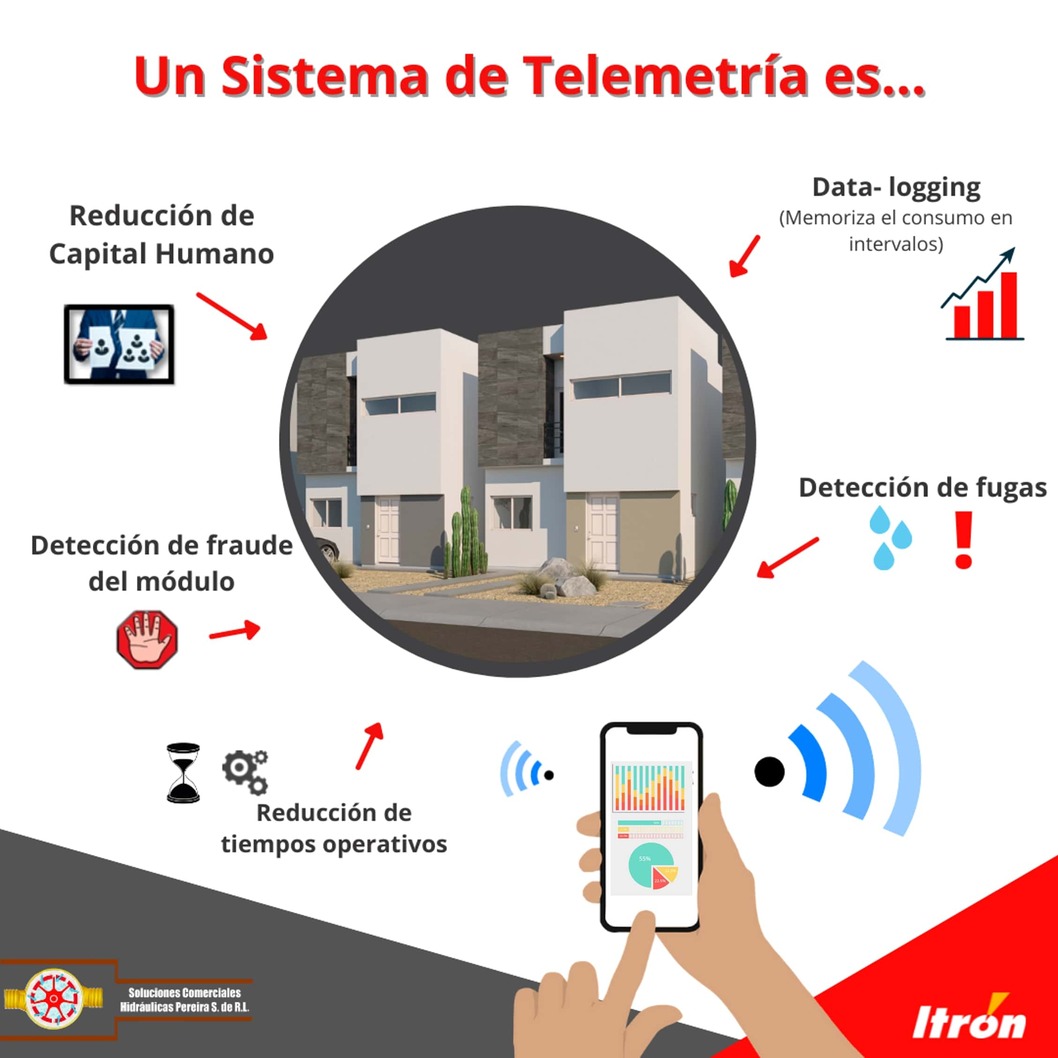 Un Sistema de Telemetría es...
Reducción de
Capital Humano
Data- logging
(Memoriza el consumo en
intervalos)
Detección de fugas
Detección de fraude
del módulo
Reducción de
tiempos operativos
55%
Soluciones Comerciales
Hidráulicas Pereira S. de R.L.
Itrón